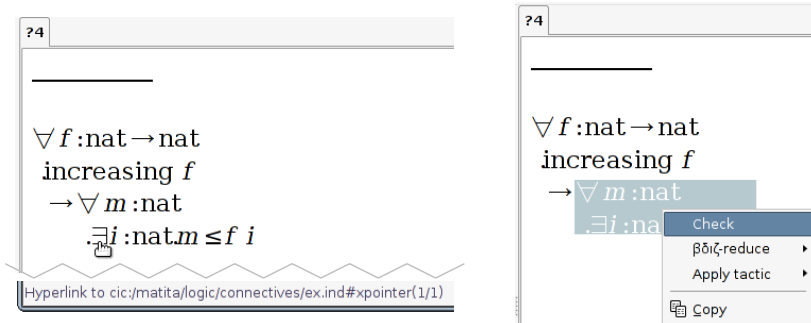 ?4
∀ f :nat→nat
.increasing f
→∀ m :nat
.∃i :nat.m ≤f i
Hyperlink to cic:/matita/logic/connectives/ex.ind#xpointer(1/1)
?4
∀ f :nat→nat
.increasing f
→∀ m :nat
.∃i :na
Check
βδιζ-reduce
Apply tactic
Copy